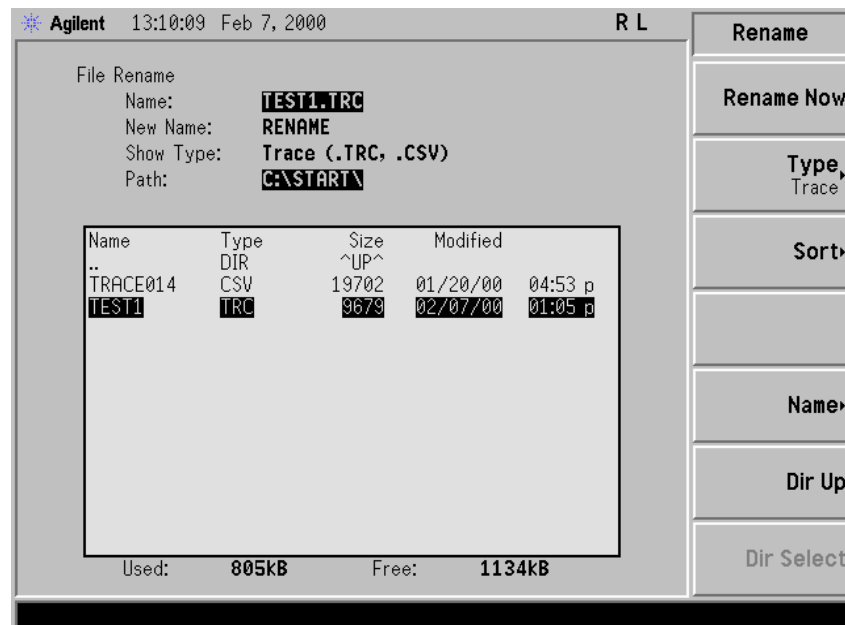 Agilent 13:10:09 Feb 7, 2000 R L
File Rename
Name: TEST1.TRC
New Name: RENAME
Show Type: Trace (.TRC, .CSV)
Path: C:\START\
Name Type Size Modified
.. DIR ^UP^
TRACE014 CSV 19702 01/20/00 04:53 p
TEST1 TRC 9679 02/07/00 01:05 p
Used: 805kB Free: 1134kB
Rename
Rename Now
Type
Trace
Sort
Name
Dir Up
Dir Select